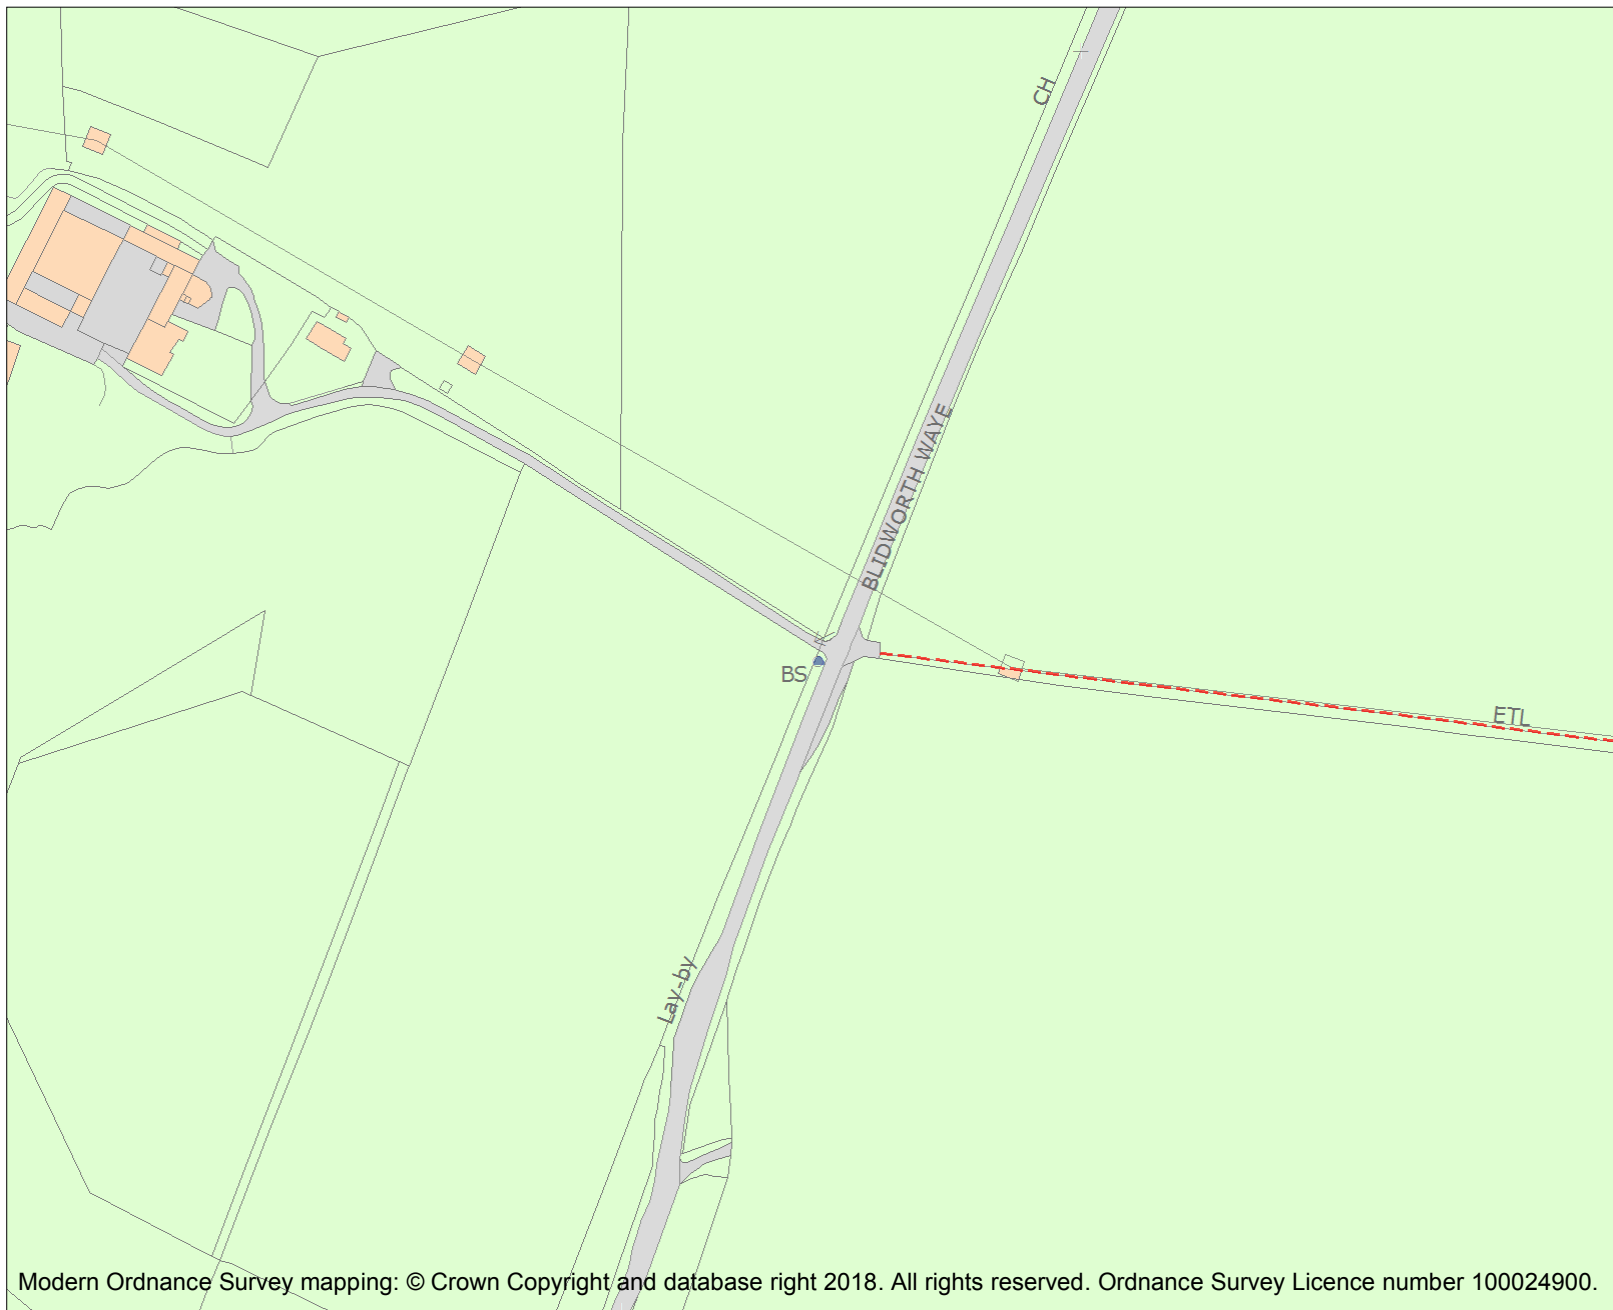 CH
BLIDWORTH WAYE
BS
ETL
Lay-by
Modern Ordnance Survey mapping: © Crown Copyright and database right 2018. All rights reserved. Ordnance Survey Licence number 100024900.